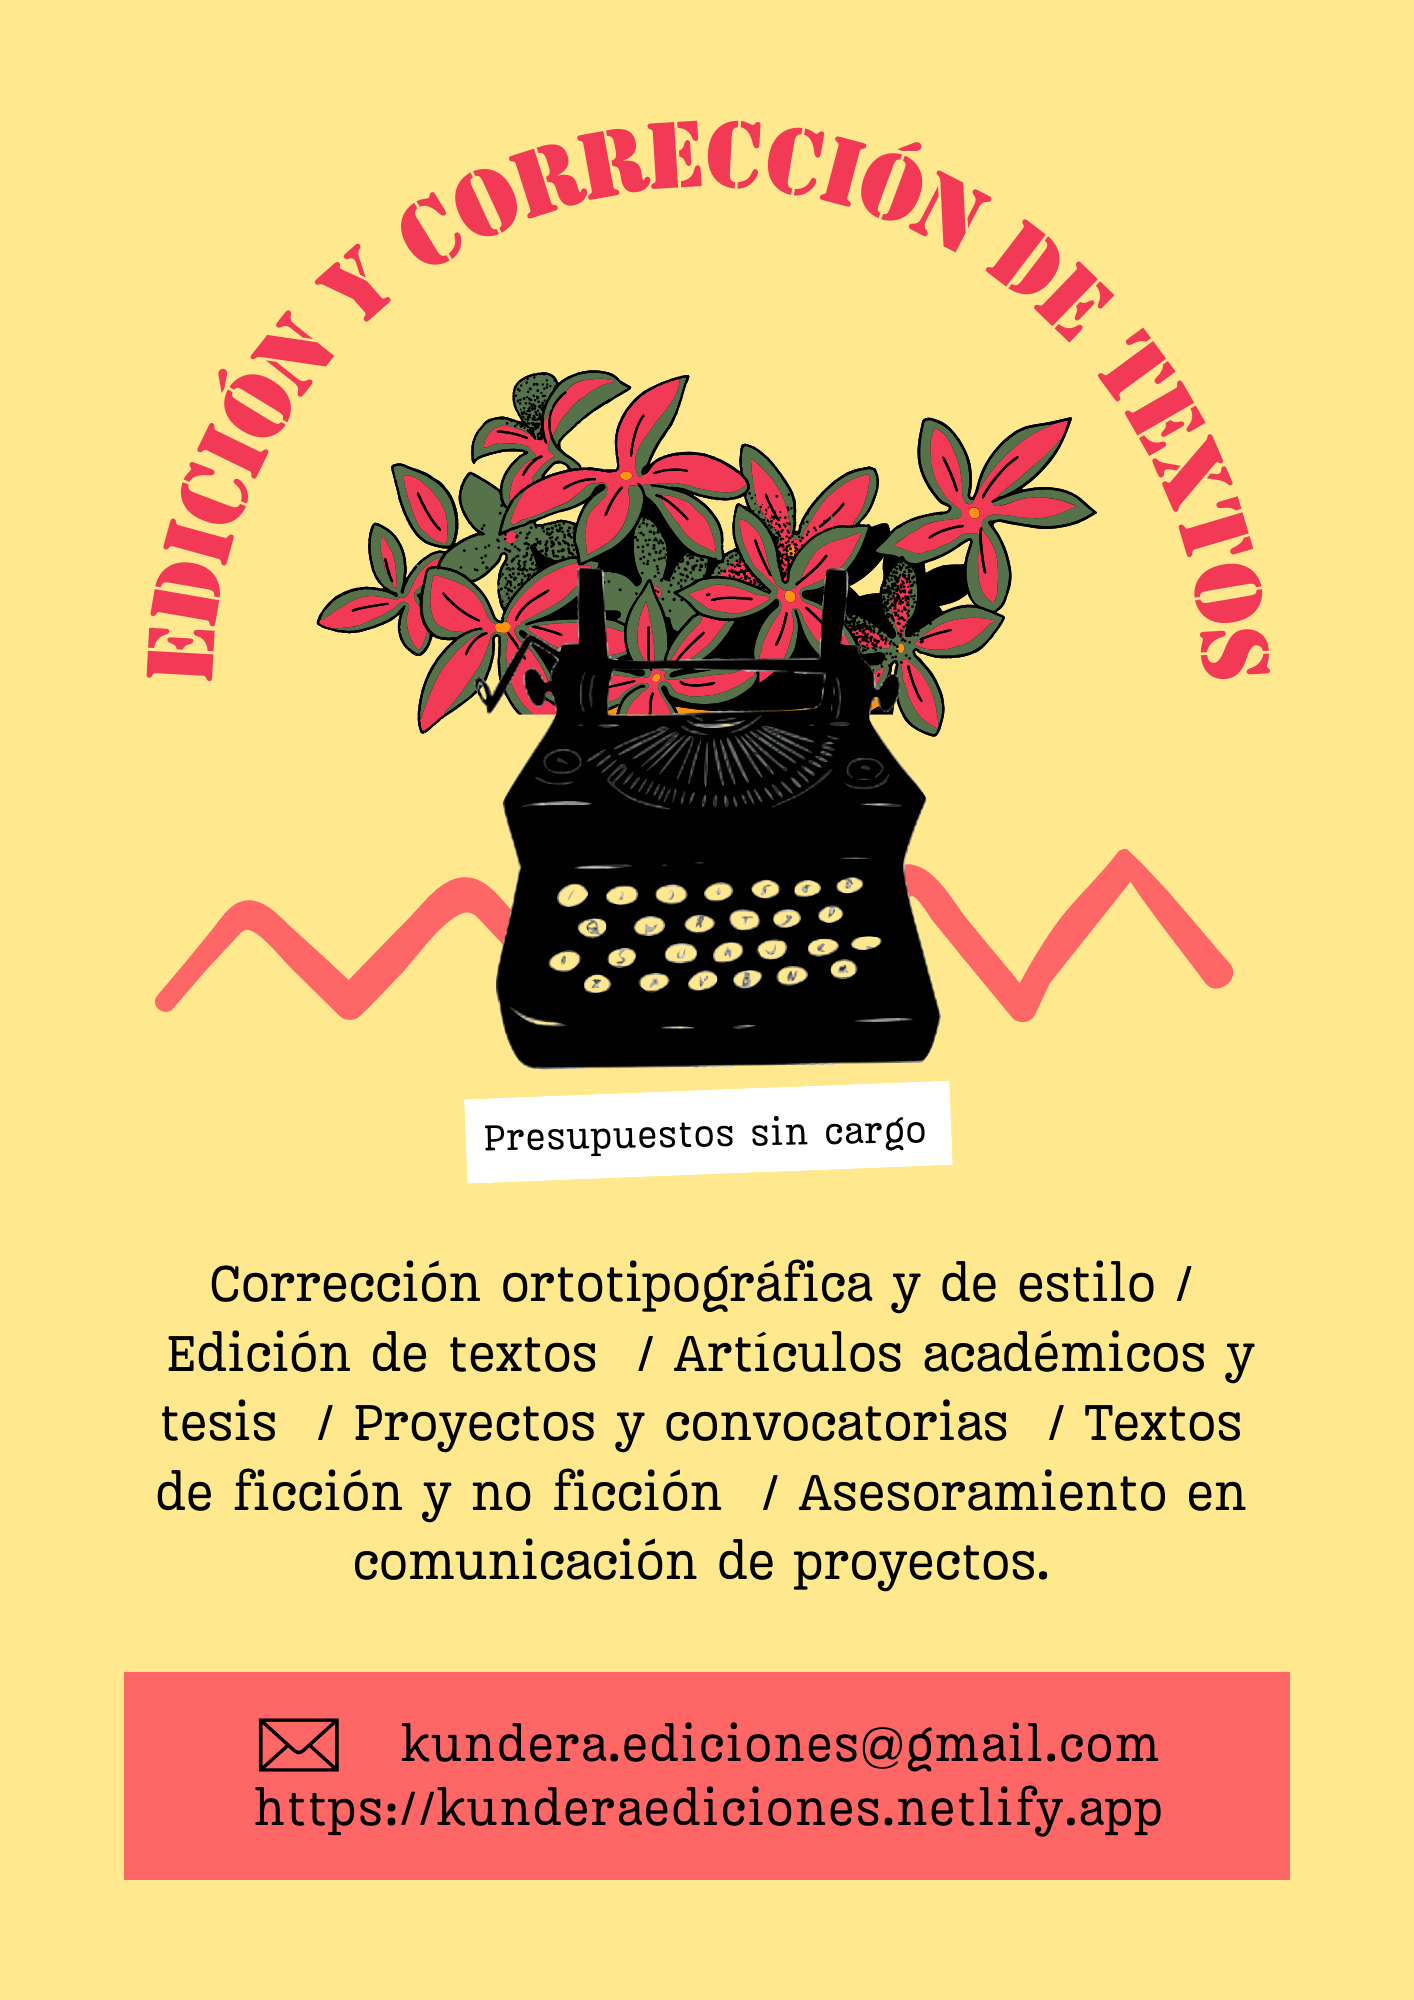 EDICIÓN Y CORRECCIÓN DE TEXTOS
Presupuestos sin cargo
Corrección ortotipográfica y de estilo /
Edición de textos / Artículos académicos y
tesis / Proyectos y convocatorias / Textos
de ficción y no ficción / Asesoramiento en
comunicación de proyectos.
kundera.ediciones@gmail.com
https://kunderaediciones.netlify.app